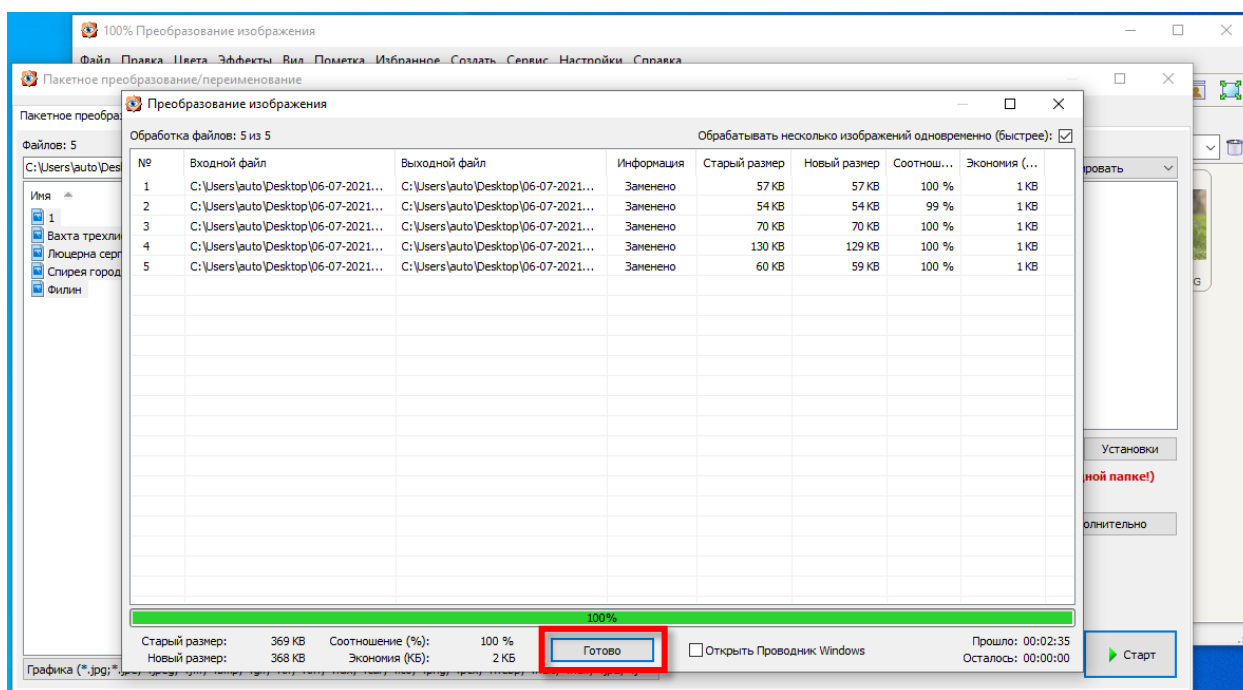 100% Преобразование изображения
Файл Правка Цвета Эффекты Вид Пометка Избранное Создать Сервис Настройки Справка
Пакетное преобразование/переименование
Преобразование изображения
Пакетное преобра
Обработка файлов: 5 из 5 Обрабатывать несколько изображений одновременно (быстрее):
Файлов: 5
C:\Users\auto\Des
№ Входной файл Выходной файл Информация Старый размер Новый размер Соотнош... Экономия (...
ировать
Имя
1 C:\Users\auto\Desktop\06-07-2021... C:\Users\auto\Desktop\06-07-2021... Заменено 57 KB 57 KB 100 % 1 KB
2 C:\Users\auto\Desktop\06-07-2021... C:\Users\auto\Desktop\06-07-2021... Заменено 54 KB 54 KB 99 % 1 KB
3 C:\Users\auto\Desktop\06-07-2021... C:\Users\auto\Desktop\06-07-2021... Заменено 70 KB 70 KB 100 % 1 KB
4 C:\Users\auto\Desktop\06-07-2021... C:\Users\auto\Desktop\06-07-2021... Заменено 130 KB 129 KB 100 % 1 KB
5 C:\Users\auto\Desktop\06-07-2021... C:\Users\auto\Desktop\06-07-2021... Заменено 60 KB 59 KB 100 % 1 KB
1
Вахта трехли
Люцерна серп
Спирея город
Филин
G
Установки
ной папке!)
олнительно
100%
Старый размер: 369 KB Соотношение (%): 100 % Готово Открыть Проводник Windows Прошло: 00:02:35
Новый размер: 368 KB Экономия (КБ): 2 КБ Осталось: 00:00:00
Старт
Графика (*.jpg;*